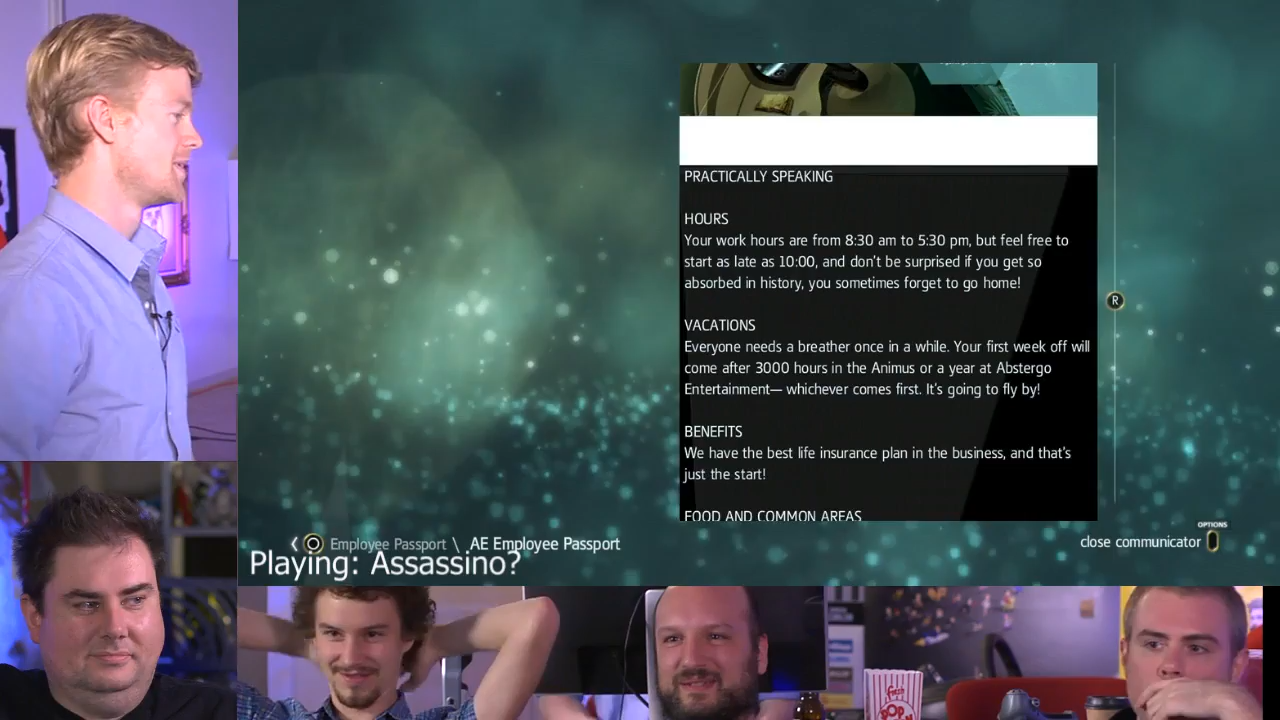 PRACTICALLY SPEAKING
HOURS
Your work hours are from 8:30 am to 5:30 pm, but feel free to
start as late as 10:00, and don't be surprised if you get so
absorbed in history, you sometimes forget to go home!
VACATIONS
Everyone needs a breather once in a while. Your first week off will
come after 3000 hours in the Animus or a year at Abstergo
Entertainment— whichever comes first. It's going to fly by!
BENEFITS
We have the best life insurance plan in the business, and that's
just the start!
FOOD AND COMMON AREAS
R
OPTIONS
close communicator
Employee Passport \ AE Employee Passport
Playing: Assassino?
fresh
POP